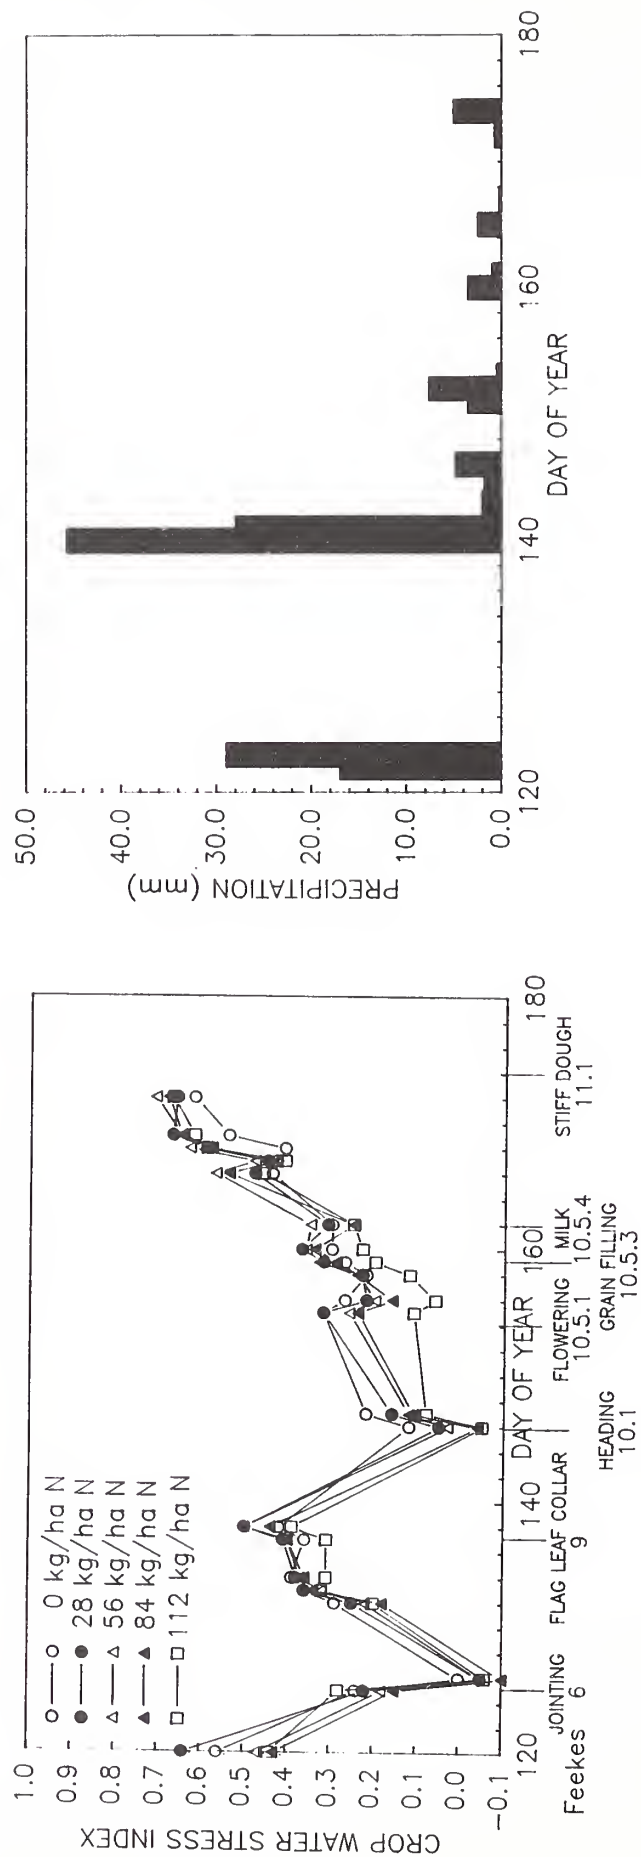 1.0
0.9
0.8
0.7
0.6
0.5
0.4
0.3
0.2
0.1
0.0
-0.1
CROP WATER STRESS INDEX
0 kg/ha N
28 kg/ha N
56 kg/ha N
84 kg/ha N
112 kg/ha N
120
140
160
180
DAY OF YEAR
Feekes
JOINTING
6
FLAG LEAF COLLAR
9
HEADING
10.1
FLOWERING
10.5.1
GRAIN FILLING
10.5.3
MILK
10.5.4
STIFF DOUGH
11.1
50.0
40.0
30.0
20.0
10.0
0.0
PRECIPITATION (mm)
120
140
160
180
DAY OF YEAR